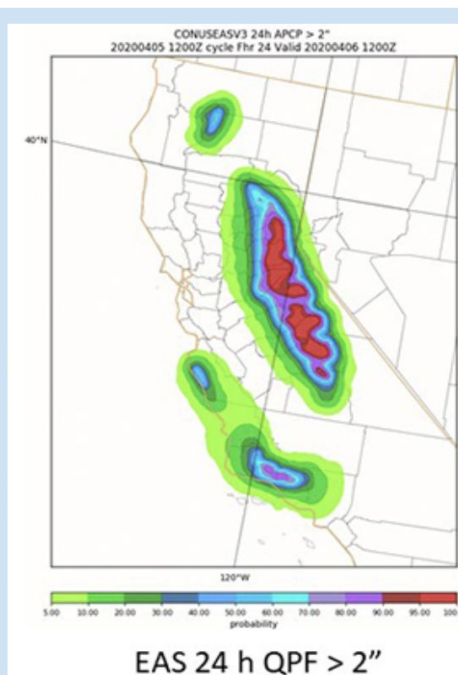 CONUSEASV3 24h APCP > 2"
20200405 1200Z cycle Fhr 24 Valid 20200406 1200Z
40°N
120°W
5.00 10.00 20.00 30.00 40.00 50.00 60.00 70.00 80.00 90.00 95.00 100
probability
EAS 24 h QPF > 2”